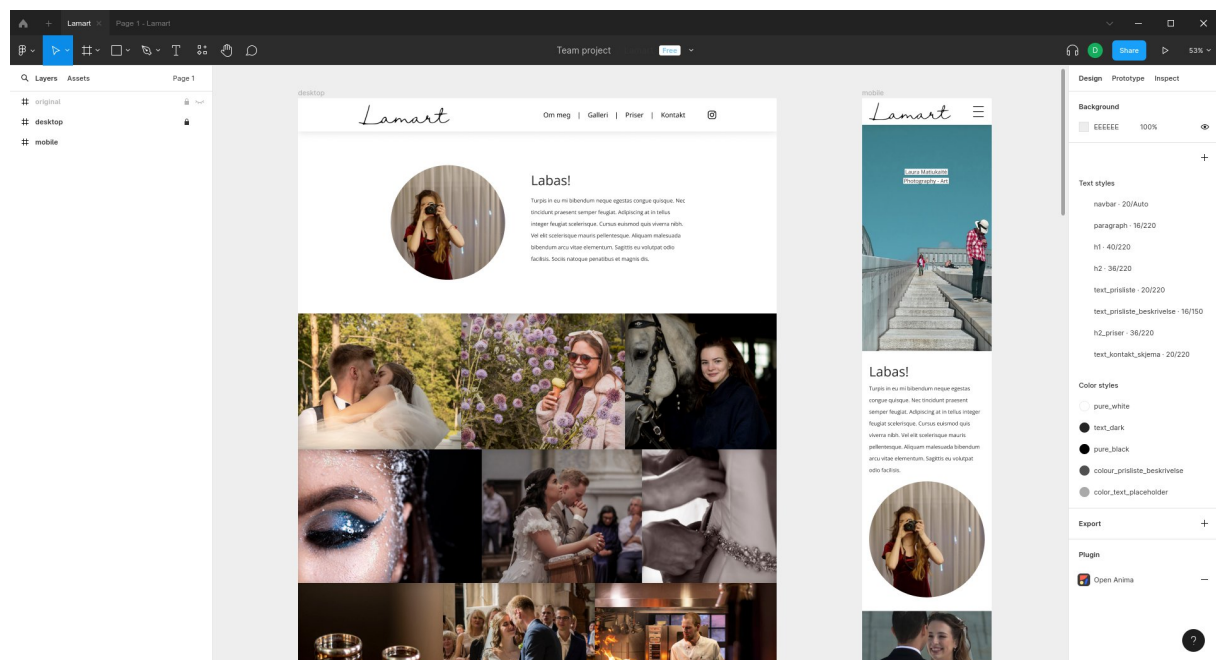 Lamart
Page 1 - Lamart
Team project
Free
D
Share
53%
Layers
Assets
Page 1
original
desktop
mobile
desktop
Lamart
Om meg | Galleri | Priser | Kontakt
Labas!
Turpis in eu mi bibendum neque egestas congue quisque. Nec
tincidunt praesent semper feugiat. Adipiscing at in tellus
integer feugiat scelerisque. Cursus euismod quis viverra nibh.
Vel elit scelerisque mauris pellentesque. Aliquam malesuada
bibendum arcu vitae elementum. Sagittis eu volutpat odio
facilisis. Sociis natoque penatibus et magnis dis.
mobile
Lamart
Laura Matiukaite
Photography - Art
Labas!
Turpis in eu mi bibendum neque egestas
congue quisque. Nec tincidunt praesent
semper feugiat. Adipiscing at in tellus integer
feugiat scelerisque. Cursus euismod quis
viverra nibh. Vel elit scelerisque mauris
pellentesque. Aliquam malesuada bibendum
arcu vitae elementum. Sagittis eu volutpat
odio facilisis.
Design
Prototype
Inspect
Background
EEEEEE
100%
Text styles
navbar · 20/Auto
paragraph · 16/220
h1 · 40/220
h2 · 36/220
text_prisliste · 20/220
text_prisliste_beskrivelse · 16/150
h2_priser · 36/220
text_kontakt_skjema · 20/220
Color styles
pure_white
text_dark
pure_black
colour_prisliste_beskrivelse
color_text_placeholder
Export
Plugin
Open Anima
?